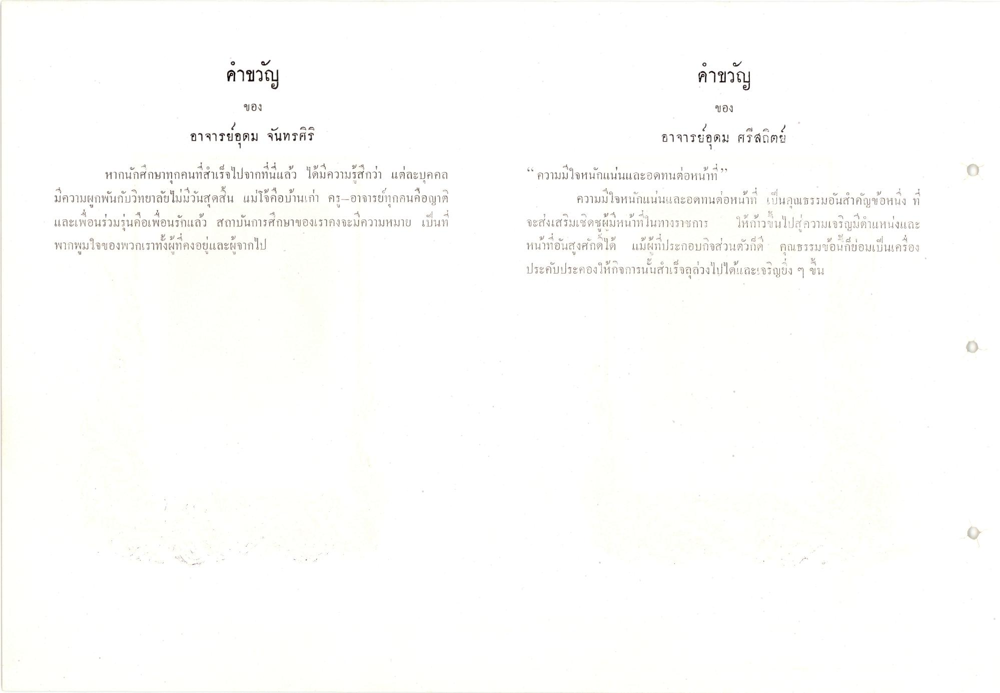 คำขวัญ
ของ
อาจารย์อุดม จันทรศิริ
หากนักศึกษาทุกคนที่สำเร็จไปจากที่นี่แล้ว ได้มีความรู้สึกว่า แต่ละบุคคล
มีความผูกพันกับวิทยาลัยไม่มีวันสุดสิ้น แม่โจ้คือบ้านเก่า ครู–อาจารย์ทุกคนคือญาติ
และเพื่อนร่วมรุ่นคือเพื่อนรักแล้ว สถาบันการศึกษาของเราคงจะมีความหมาย เป็นที่
พากพูมใจของพวกเราทั้งผู้ที่คงอยู่และผู้จากไป
คำขวัญ
ของ
อาจารย์อุดม ศรีสถิตย์
“ความมีใจหนักแน่นและอดทนต่อหน้าที่”
ความมีใจหนักแน่นและอดทนต่อหน้าที่ เป็นคุณธรรมอันสำคัญข้อหนึ่ง ที่
จะส่งเสริมเชิดชูผู้มีหน้าที่ในทางราชการ ให้ก้าวขึ้นไปสู่ความเจริญมีตำแหน่งและ
หน้าที่อันสูงศักดิ์ได้ แม้ผู้ที่ประกอบกิจส่วนตัวก็ดี คุณธรรมข้อนี้ก็ย่อมเป็นเครื่อง
ประคับประคองให้กิจการนั้นสำเร็จลุล่วงไปได้และเจริญยิ่ง ๆ ขึ้น